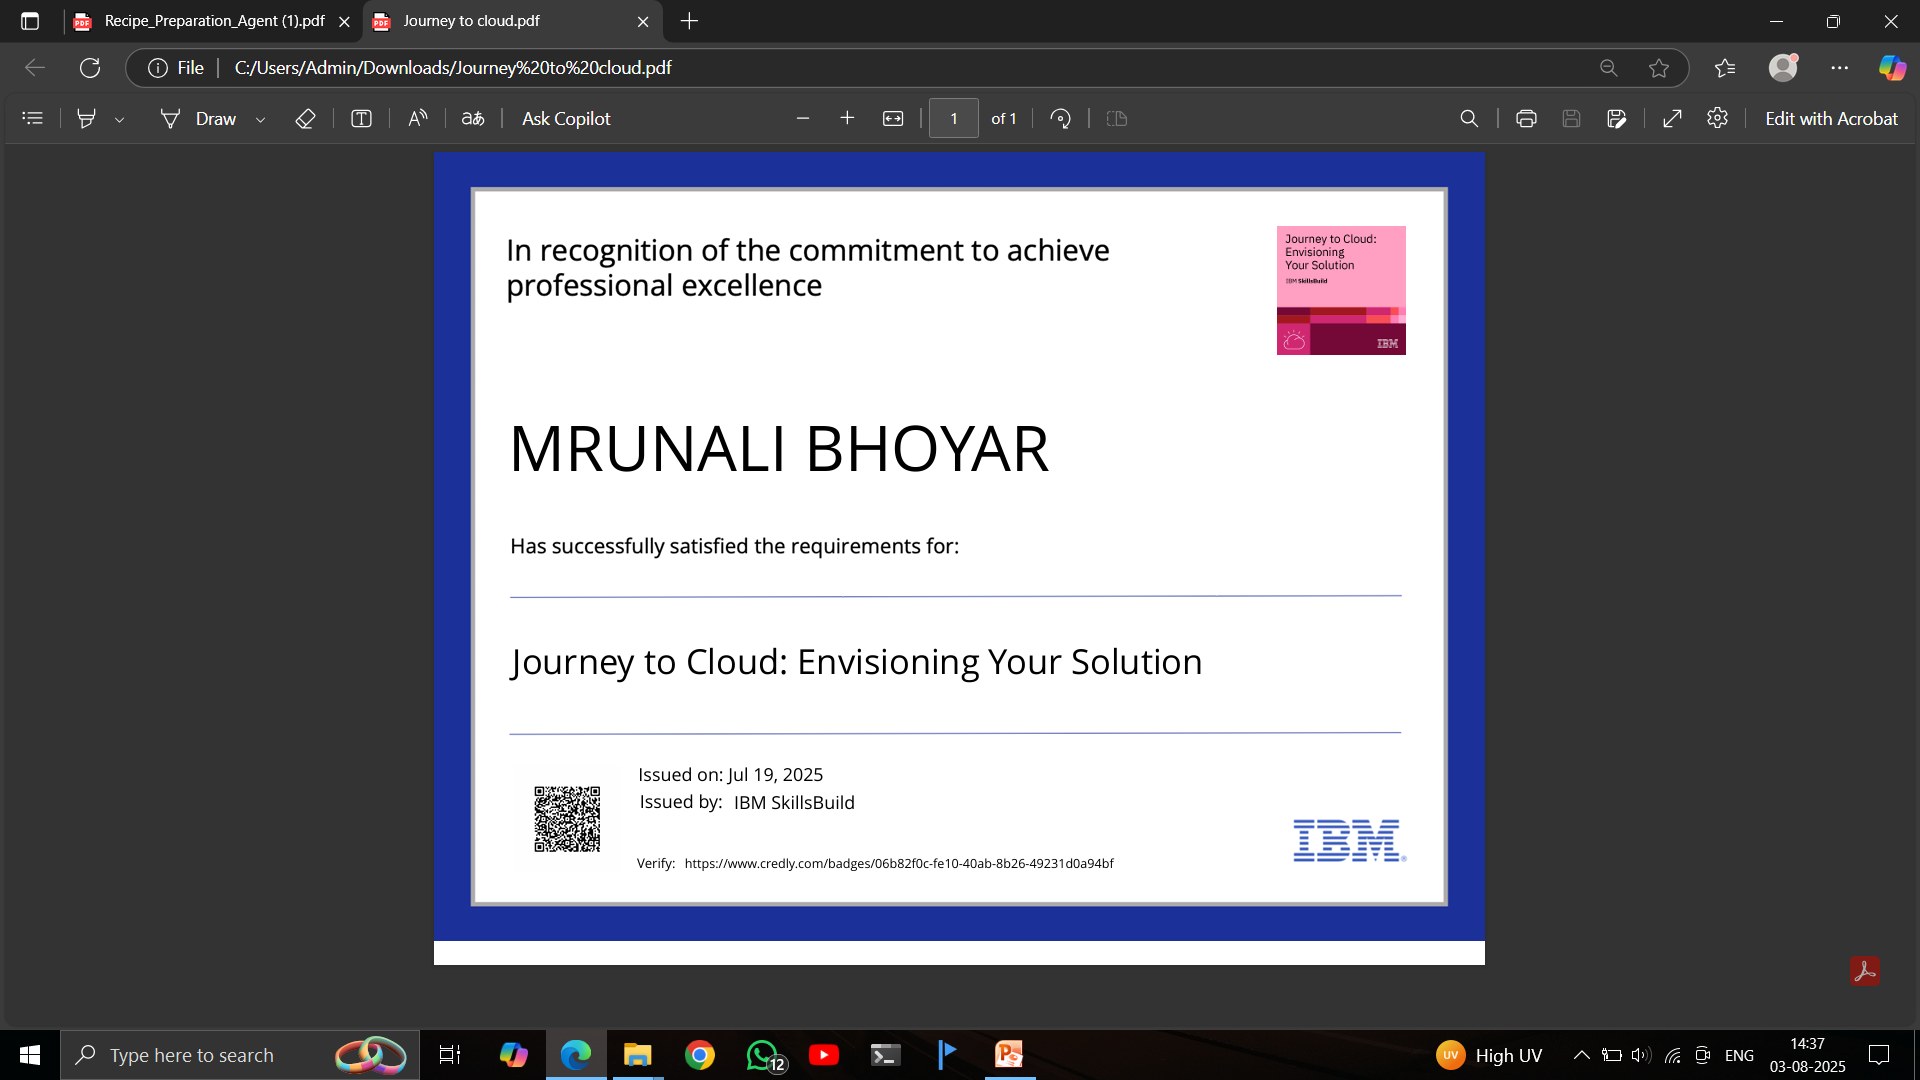 Recipe_Preparation_Agent (1).pdf
Journey to cloud.pdf
File
C:/Users/Admin/Downloads/Journey%20to%20cloud.pdf
Draw
Ask Copilot
1
of 1
Edit with Acrobat
In recognition of the commitment to achieve
professional excellence
Journey to Cloud:
Envisioning
Your Solution
IBM SkillsBuild
IBM
MRUNALI BHOYAR
Has successfully satisfied the requirements for:
Journey to Cloud: Envisioning Your Solution
Issued on: Jul 19, 2025
Issued by: IBM SkillsBuild
Verify: https://www.credly.com/badges/06b82f0c-fe10-40ab-8b26-49231d0a94bf
IBM®
Type here to search
12
UV
High UV
ENG
14:37
03-08-2025